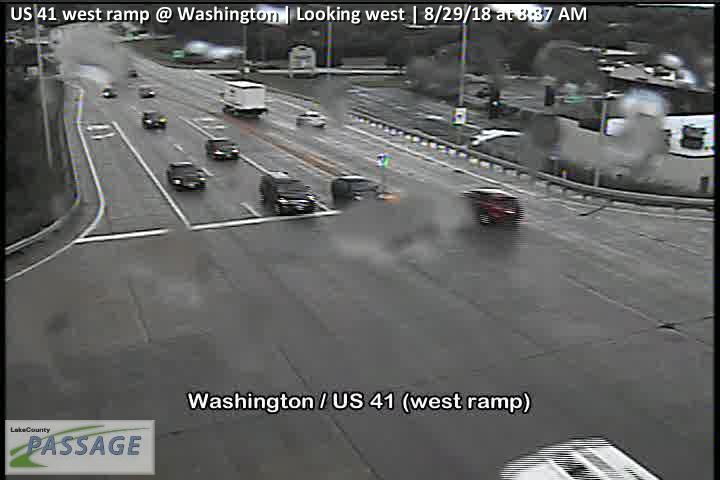 US 41 west ramp @ Washington | Looking west | 8/29/18 at 8:37 AM
Washington / US 41 (west ramp)
LakeCounty
PASSAGE